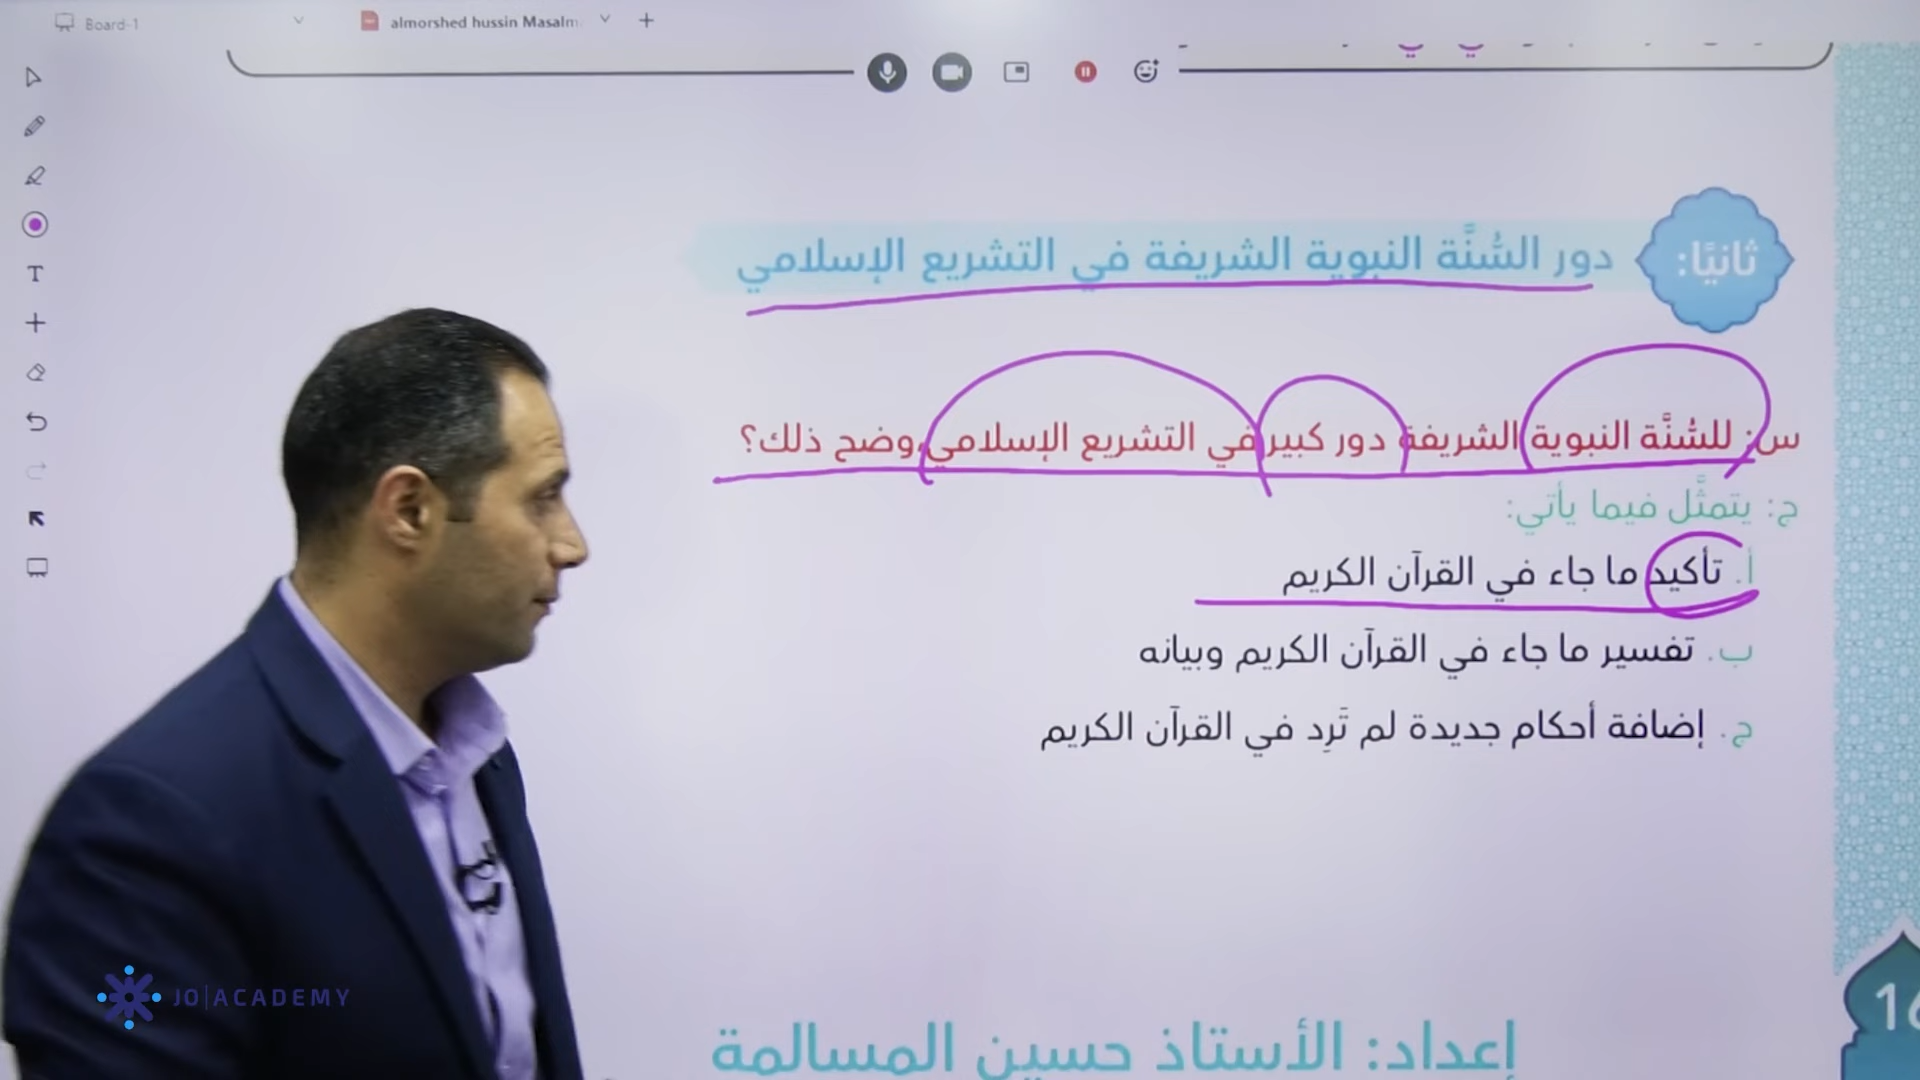 Board-1
almorshed hussin Masalm
ثانيًا:
دور السُّنَّة النبوية الشريفة في التشريع الإسلامي
س: للسُّنَّة النبوية الشريفة دور كبير في التشريع الإسلامي، وضح ذلك؟
ج: يتمثَّل فيما يأتي:
أ. تأكيد ما جاء في القرآن الكريم
ب. تفسير ما جاء في القرآن الكريم وبيانه
ج. إضافة أحكام جديدة لم تَرِد في القرآن الكريم
JO|ACADEMY
إعداد: الأستاذ حسين المسالمة